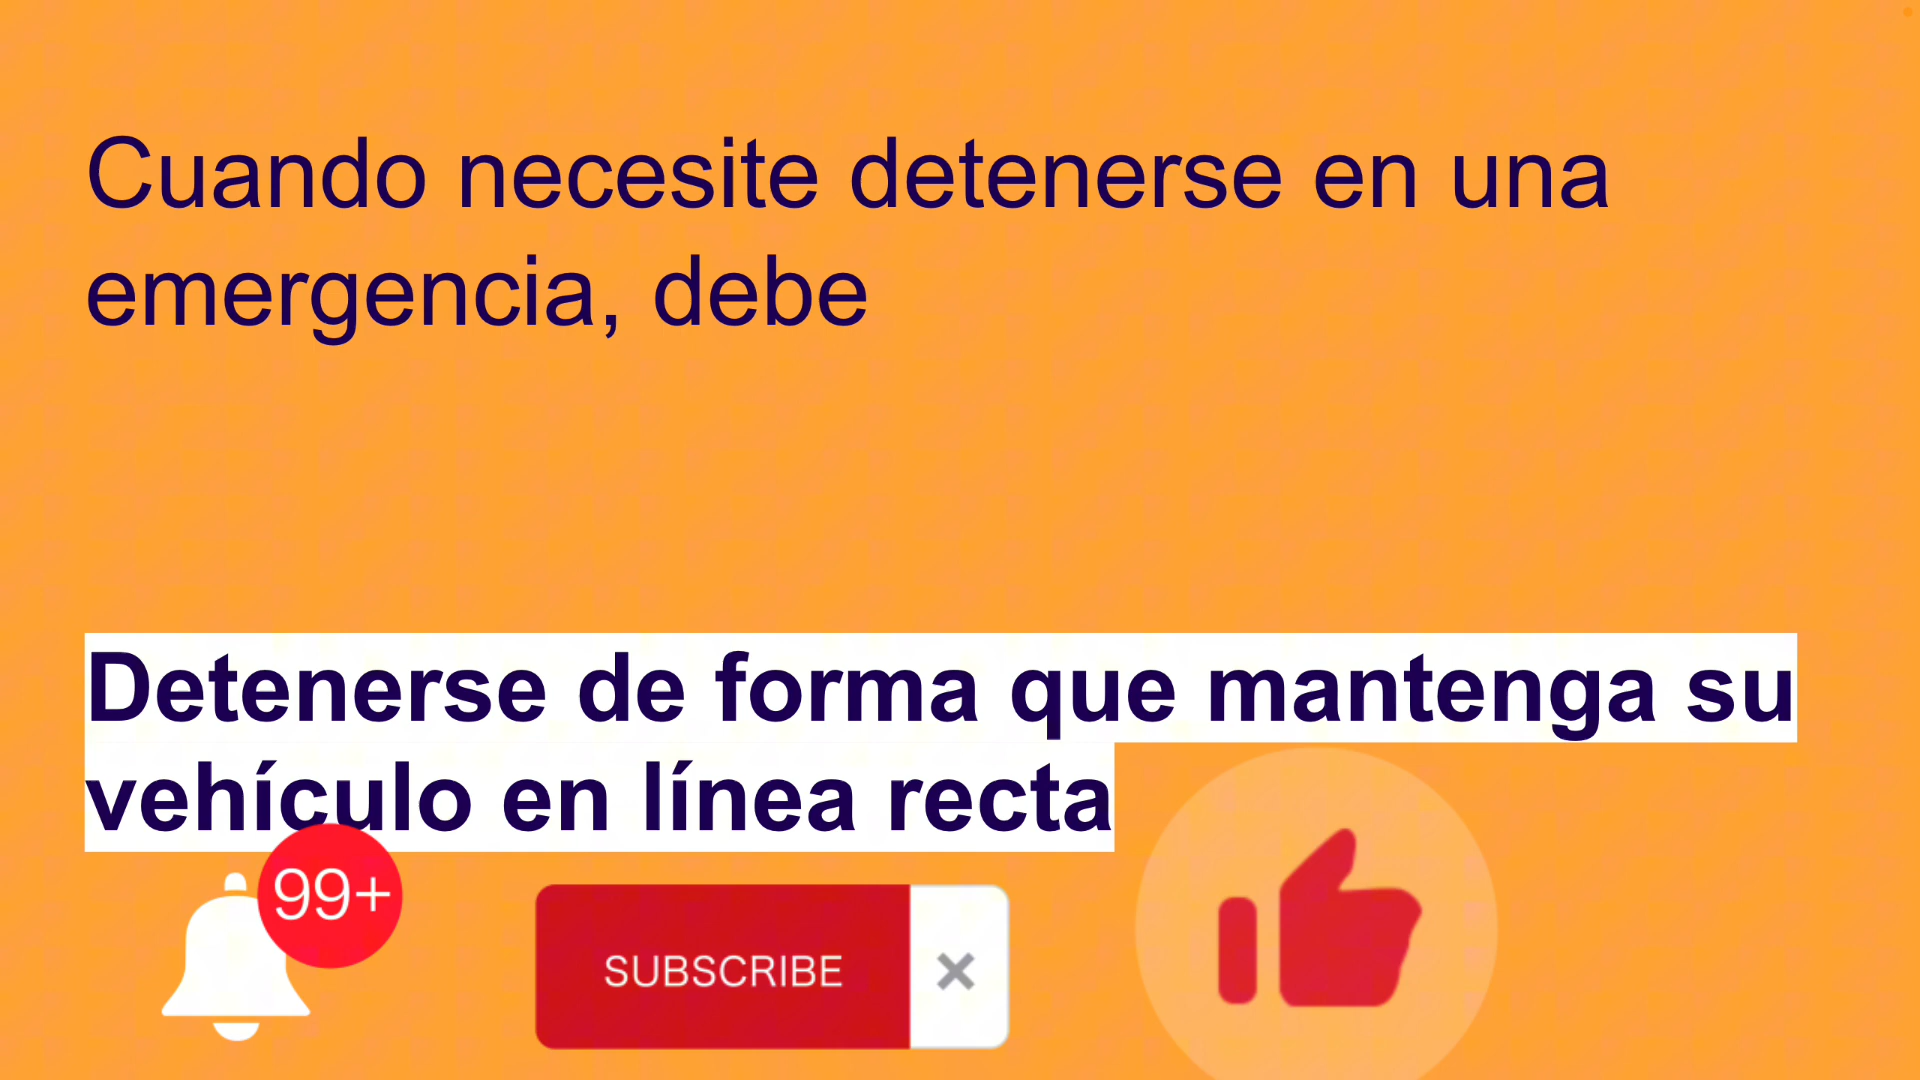 Cuando necesite detenerse en una
emergencia, debe
Detenerse de forma que mantenga su
vehículo en línea recta
99+
SUBSCRIBE